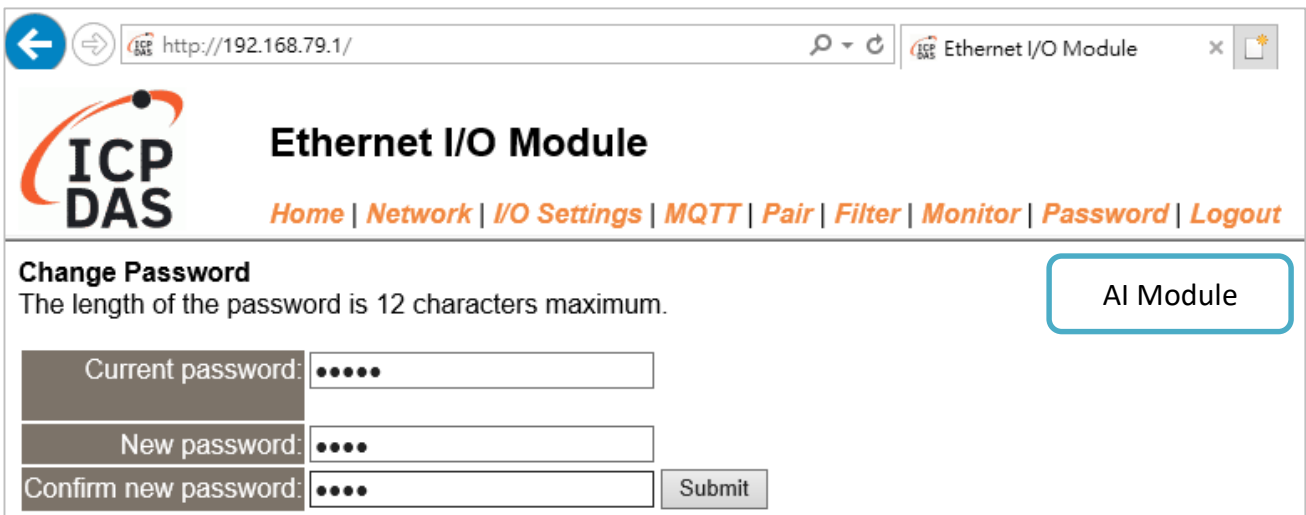 http://192.168.79.1/
Ethernet I/O Module
ICP
DAS
Ethernet I/O Module
Home | Network | I/O Settings | MQTT | Pair | Filter | Monitor | Password | Logout
Change Password
The length of the password is 12 characters maximum.
AI Module
Current password: •••••
New password: ••••
Confirm new password: •••• Submit